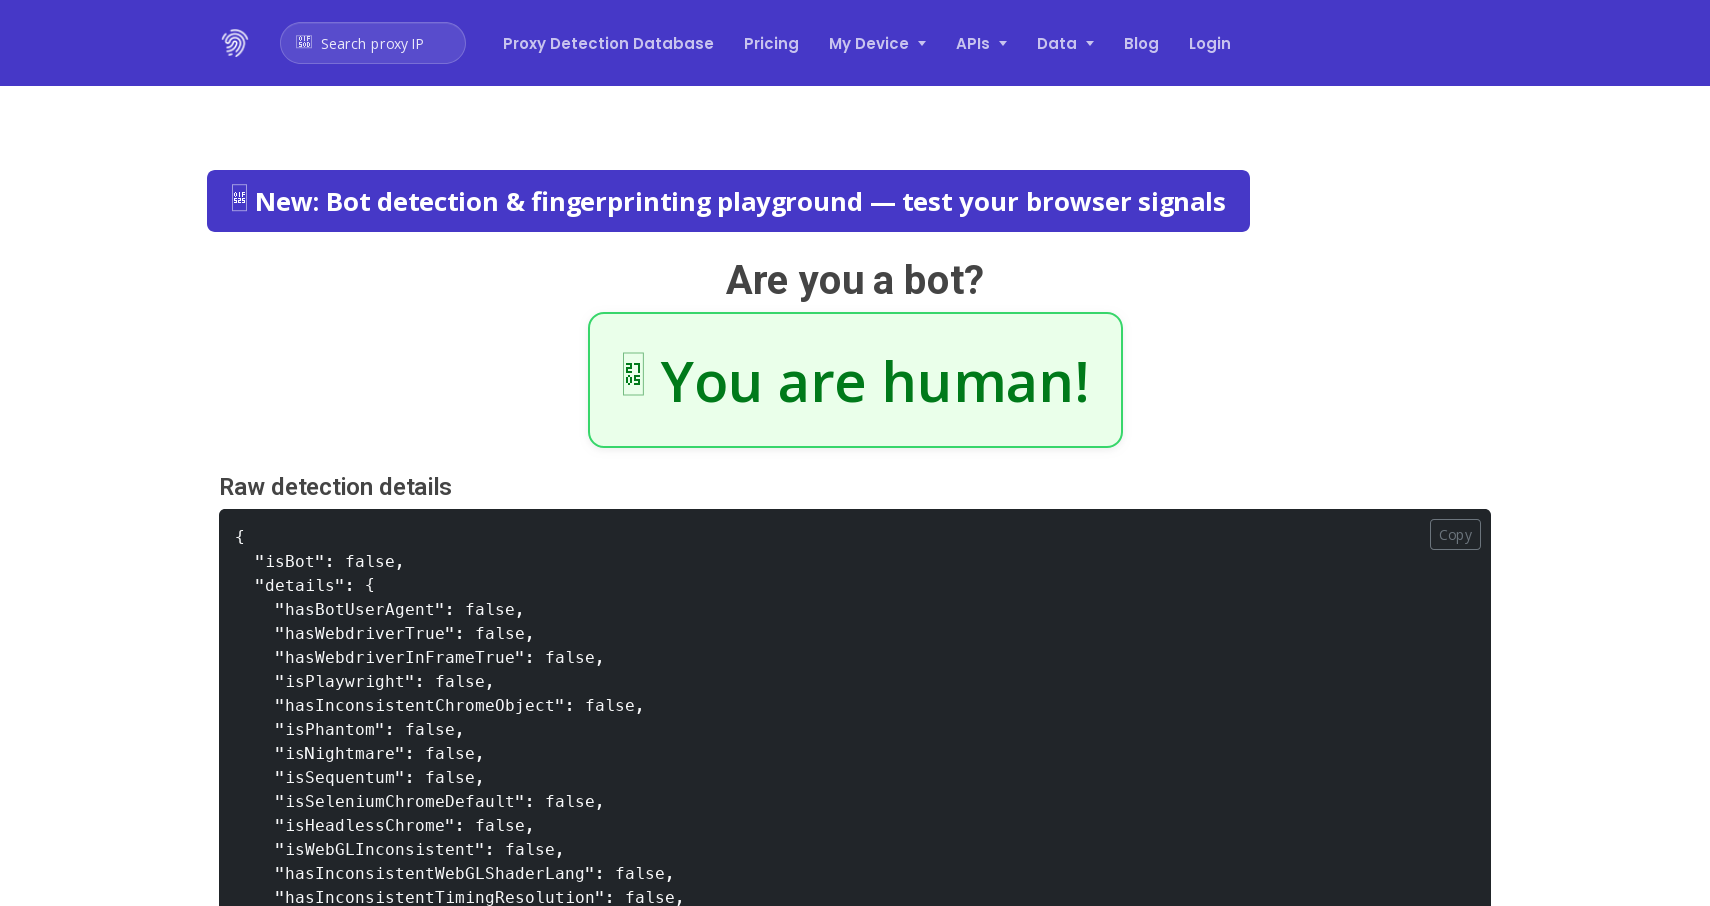 Search proxy IP
Proxy Detection Database
Pricing
My Device
APIs
Data
Blog
Login
New: Bot detection & fingerprinting playground — test your browser signals
Are you a bot?
You are human!
Raw detection details
Copy
{
"isBot": false,
"details": {
"hasBotUserAgent": false,
"hasWebdriverTrue": false,
"hasWebdriverInFrameTrue": false,
"isPlaywright": false,
"hasInconsistentChromeObject": false,
"isPhantom": false,
"isNightmare": false,
"isSequentum": false,
"isSeleniumChromeDefault": false,
"isHeadlessChrome": false,
"isWebGLInconsistent": false,
"hasInconsistentWebGLShaderLang": false,
"hasInconsistentTimingResolution": false,